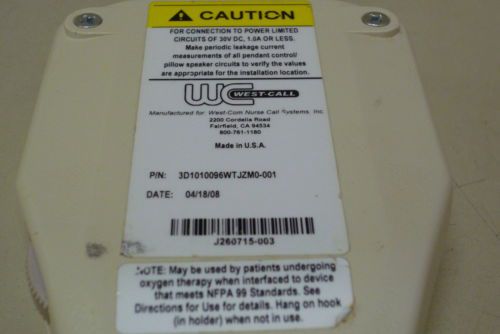 CAUTION
FOR CONNECTION TO POWER LIMITED
CIRCUITS OF 30V DC, 1.0A OR LESS.
Make periodic leakage current
measurements of all pendant control/
pillow speaker circuits to verify the values
are appropriate for the installation location.
WC WEST-CALL
Manufactured for West-Com Nurse Call Systems, Inc.
2200 Cordelia Road
Fairfield, CA 94534
800-761-1180
Made in U.S.A.
P/N: 3D1010096WTJZM0-001
DATE: 04/18/08
J260715-003
NOTE: May be used by patients undergoing
oxygen therapy when interfaced to device
that meets NFPA 99 Standards. See
Directions for Use for details. Hang on hook
(in holder) when not in use.